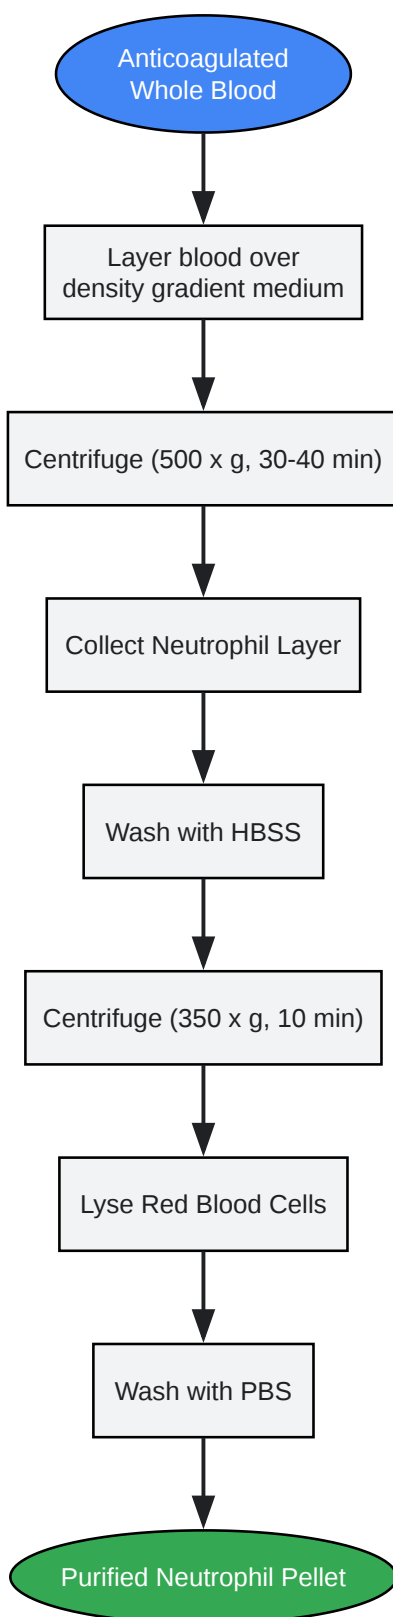 Anticoagulated
Whole Blood
Layer blood over
density gradient medium
Centrifuge (500 x g, 30-40 min)
Collect Neutrophil Layer
Wash with HBSS
Centrifuge (350 x g, 10 min)
Lyse Red Blood Cells
Wash with PBS
Purified Neutrophil Pellet